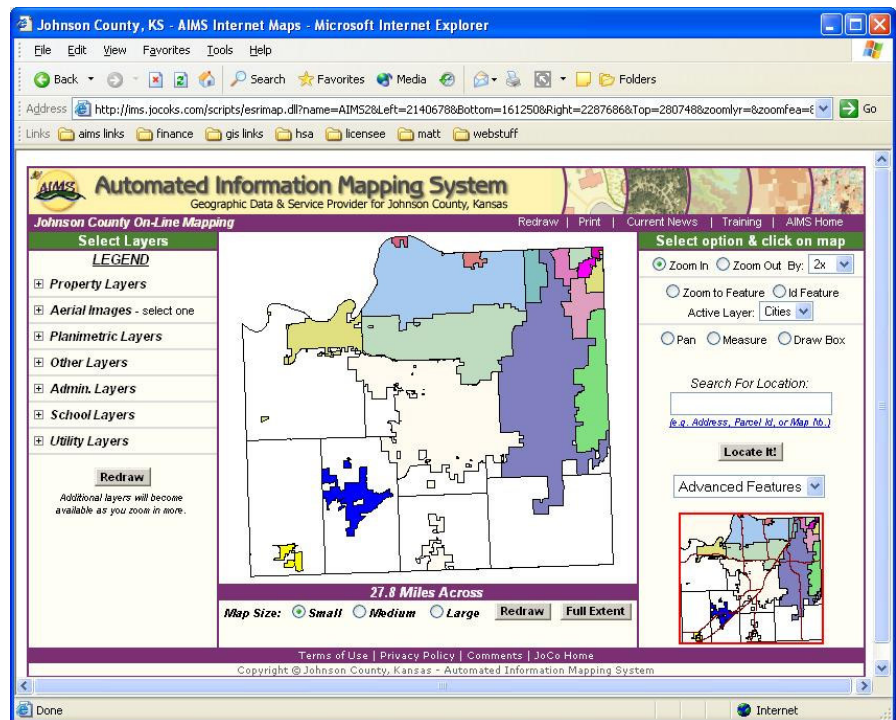 Johnson County, KS - AIMS Internet Maps - Microsoft Internet Explorer
File Edit View Favorites Tools Help
Back Search Favorites Media Folders
Address http://ims.jocoks.com/scripts/esrimap.dll?name=AIMS2&Left=2140678&Bottom=161250&Right=2287686&Top=280748&zoomlyr=&zoomfea=& Go
Links aims links finance gis links hsa licensee matt webstuff
AIMS Automated Information Mapping System
Geographic Data & Service Provider for Johnson County, Kansas
Johnson County On-Line Mapping Redraw | Print | Current News | Training | AIMS Home
Select Layers
LEGEND
Property Layers
Aerial Images - select one
Planimetric Layers
Other Layers
Admin. Layers
School Layers
Utility Layers
Redraw
Additional layers will become
available as you zoom in more.
27.8 Miles Across
Map Size: Small Medium Large Redraw Full Extent
Select option & click on map
Zoom In Zoom Out By: 2x
Zoom to Feature Id Feature
Active Layer: Cities
Pan Measure Draw Box
Search For Location:
(e.g. Address, Parcel Id, or Map Nb.)
Locate It!
Advanced Features
Terms of Use | Privacy Policy | Comments | JoCo Home
Copyright © Johnson County, Kansas - Automated Information Mapping System
Done Internet